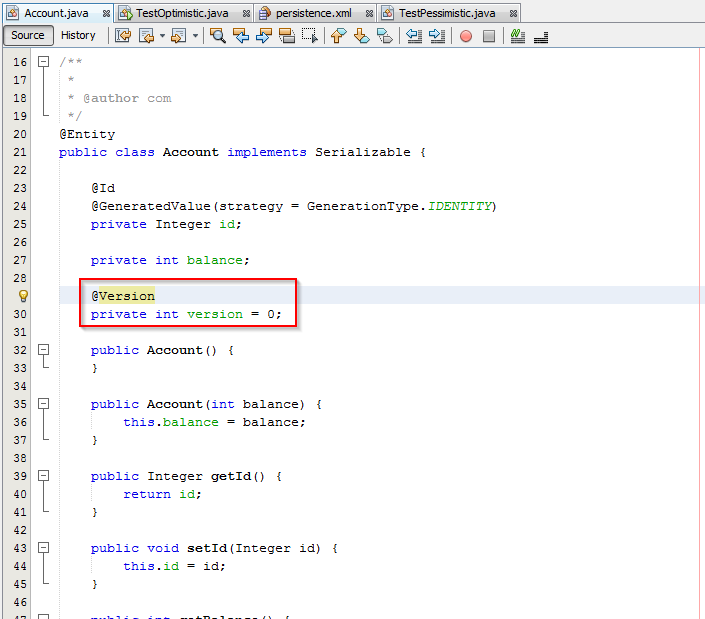 Account.java TestOptimistic.java persistence.xml TestPessimistic.java
Source History
16 /**
17 *
18 * @author com
19 */
20 @Entity
21 public class Account implements Serializable {
22
23 @Id
24 @GeneratedValue(strategy = GenerationType.IDENTITY)
25 private Integer id;
26
27 private int balance;
28
@Version
30 private int version = 0;
31
32 public Account() {
33 }
34
35 public Account(int balance) {
36 this.balance = balance;
37 }
38
39 public Integer getId() {
40 return id;
41 }
42
43 public void setId(Integer id) {
44 this.id = id;
45 }
46